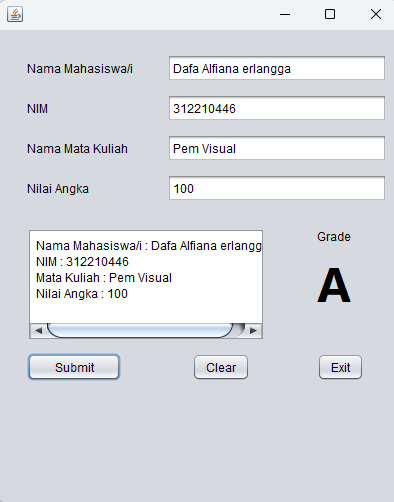 Nama Mahasiswa/i Dafa Alfiana erlangga
NIM 312210446
Nama Mata Kuliah Pem Visual
Nilai Angka 100
Nama Mahasiswa/i : Dafa Alfiana erlangg
NIM : 312210446
Mata Kuliah : Pem Visual
Nilai Angka : 100
Grade
A
Submit Clear Exit